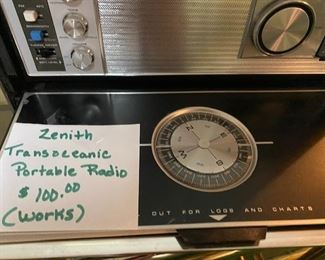 Zenith
Transoceanic
Portable Radio
$ 100.00
(Works)
N
E
S
W
OUT FOR LOGS AND CHARTS